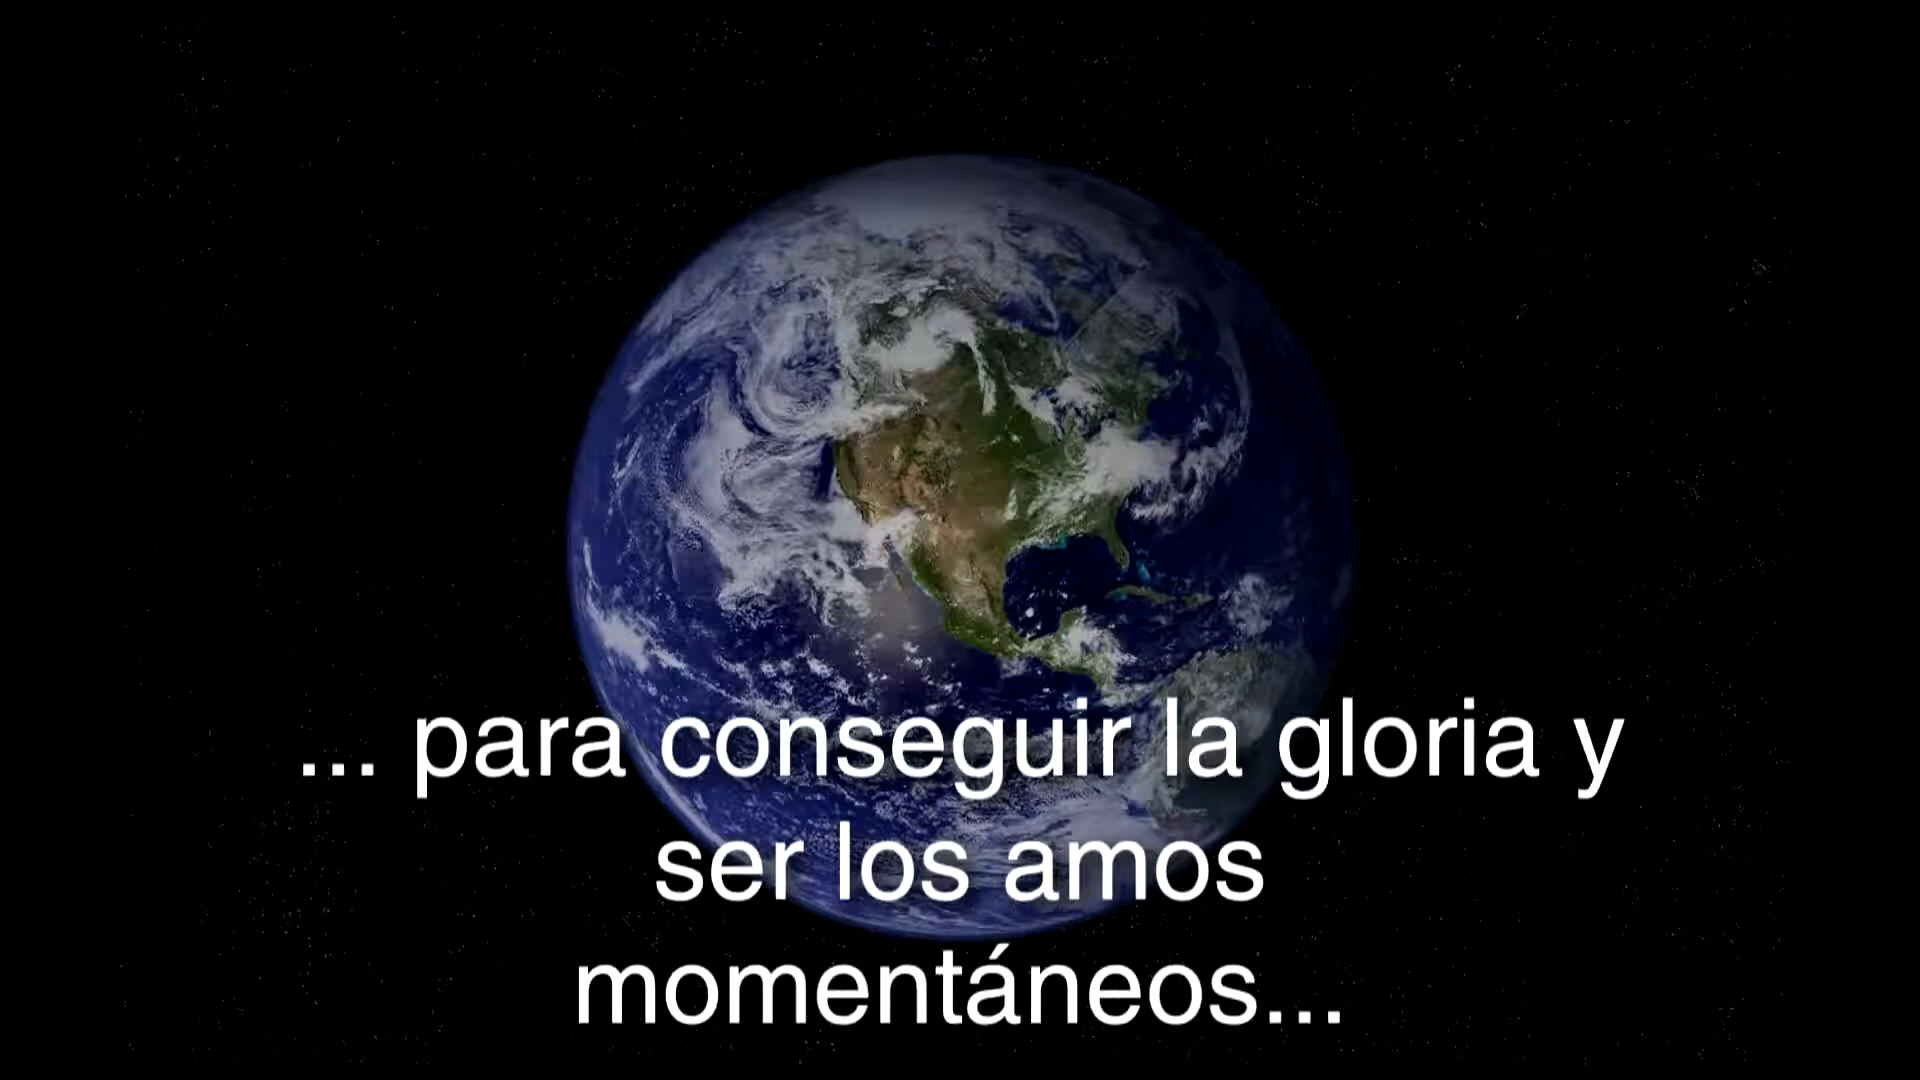 ... para conseguir la gloria y
ser los amos
momentáneos...